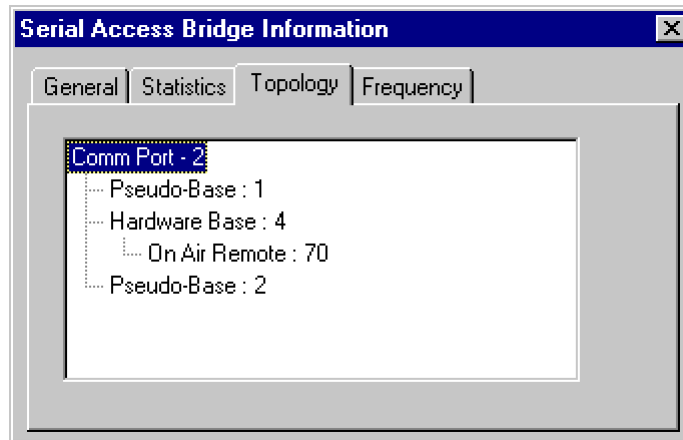 Serial Access Bridge Information
General Statistics Topology Frequency
Comm Port - 2
Pseudo-Base : 1
Hardware Base : 4
On Air Remote : 70
Pseudo-Base : 2